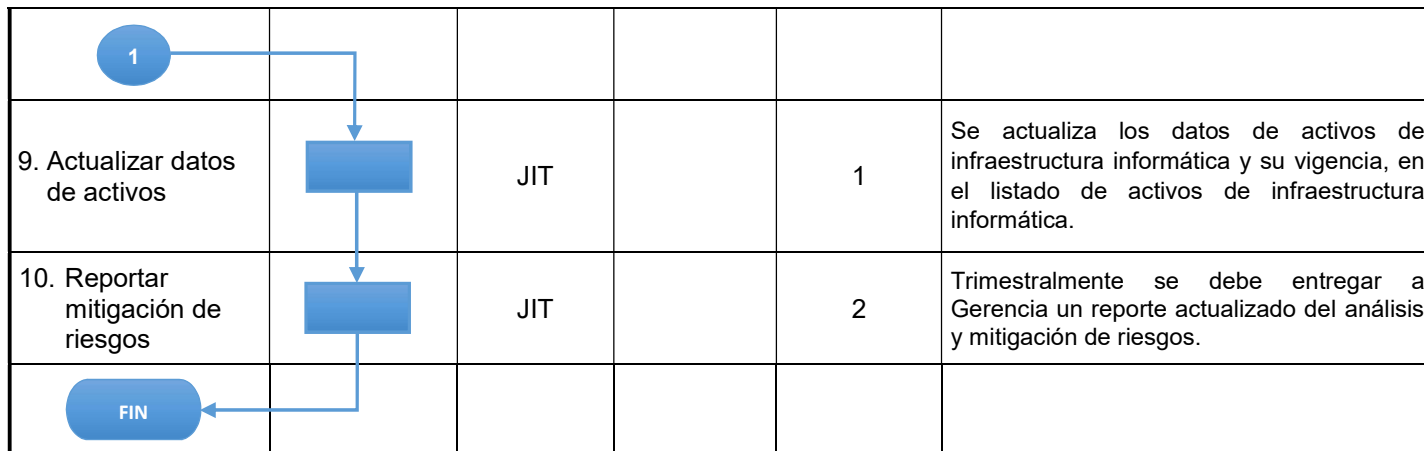 1
9. Actualizar datos
de activos
JIT
1
Se actualiza los datos de activos de
infraestructura informática y su vigencia, en
el listado de activos de infraestructura
informática.
10. Reportar
mitigación de
riesgos
JIT
2
Trimestralmente se debe entregar a
Gerencia un reporte actualizado del análisis
y mitigación de riesgos.
FIN